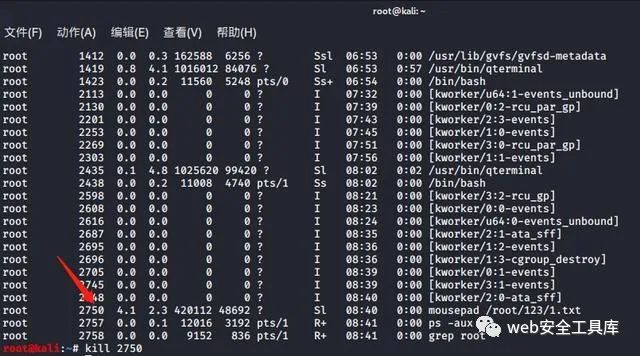 root@kali: ~
文件(F) 动作(A) 编辑(E) 查看(V) 帮助(H)
root 1412 0.0 0.3 162588 6256 ? Ssl 06:53 0:00 /usr/lib/gvfs/gvfsd-metadata
root 1419 0.8 4.1 1016012 84076 ? Sl 06:53 0:57 /usr/bin/qterminal
root 1423 0.0 0.2 11560 5248 pts/0 Ss+ 06:54 0:00 /bin/bash
root 2113 0.0 0.0 0 0 ? I 07:32 0:00 [kworker/u64:1-events_unbound]
root 2130 0.0 0.0 0 0 ? I 07:39 0:00 [kworker/0:2-rcu_par_gp]
root 2201 0.0 0.0 0 0 ? I 07:43 0:00 [kworker/2:3-events]
root 2253 0.0 0.0 0 0 ? I 07:45 0:00 [kworker/1:0-events]
root 2269 0.0 0.0 0 0 ? I 07:51 0:00 [kworker/3:0-rcu_par_gp]
root 2303 0.0 0.0 0 0 ? I 07:56 0:00 [kworker/1:1-events]
root 2435 0.1 4.8 1025620 99420 ? Sl 08:02 0:02 /usr/bin/qterminal
root 2438 0.0 0.2 11008 4740 pts/1 Ss 08:02 0:00 /bin/bash
root 2598 0.0 0.0 0 0 ? I 08:21 0:00 [kworker/3:2-rcu_gp]
root 2608 0.0 0.0 0 0 ? I 08:23 0:00 [kworker/0:0-events]
root 2616 0.0 0.0 0 0 ? I 08:24 0:00 [kworker/u64:0-events_unbound]
root 2687 0.0 0.0 0 0 ? I 08:35 0:00 [kworker/2:1-ata_sff]
root 2695 0.0 0.0 0 0 ? I 08:36 0:00 [kworker/1:2-events]
root 2696 0.0 0.0 0 0 ? I 08:36 0:00 [kworker/1:3-cgroup_destroy]
root 2705 0.0 0.0 0 0 ? I 08:39 0:00 [kworker/0:1-events]
root 2745 0.0 0.0 0 0 ? I 08:39 0:00 [kworker/3:1-events]
root 0.0 0.0 0 0 ? I 08:40 0:00 [kworker/2:0-ata_sff]
root 2750 4.1 2.3 420112 48692 ? Sl 08:40 0:00 mousepad /root/123/1.txt
root 2757 0.0 0.1 12016 3192 pts/1 R+ 08:41 0:00 ps -aux
root 2758 0.0 0.0 9152 836 pts/1 R+ 08:41 0:00 grep root
root@kali:~# kill 2750
web安全工具库